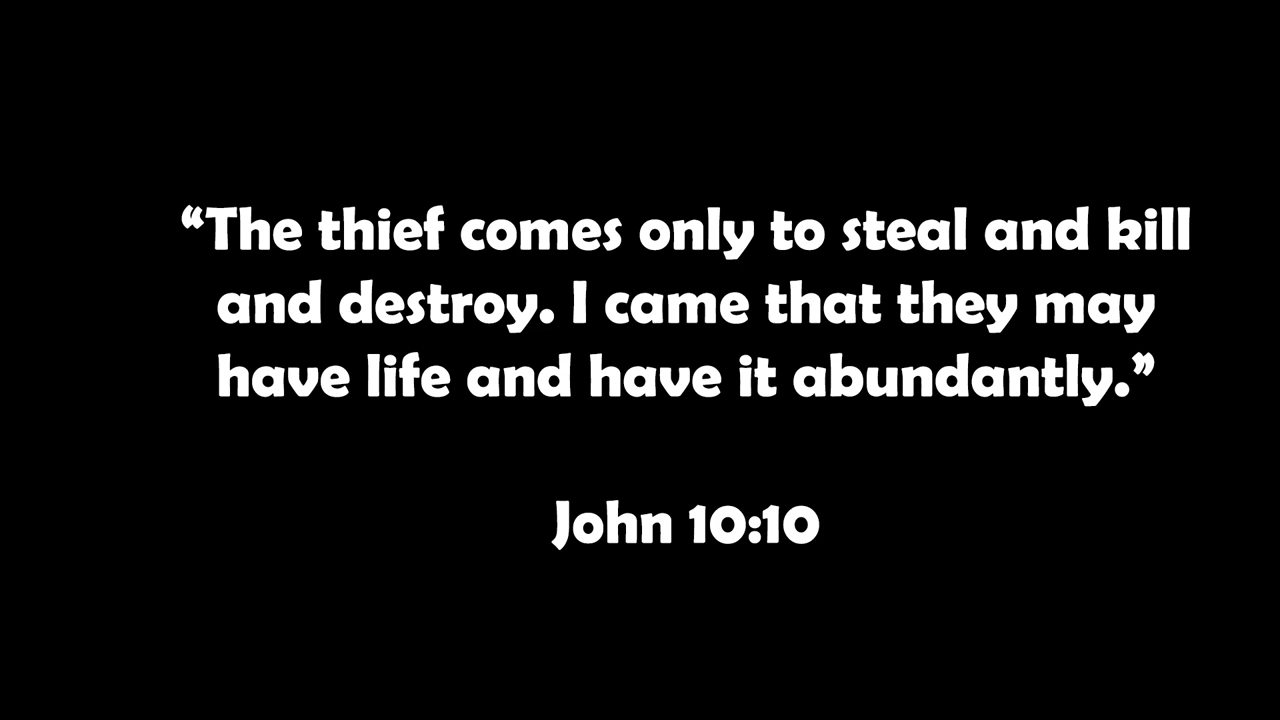 “The thief comes only to steal and kill
and destroy. I came that they may
have life and have it abundantly.”
John 10:10